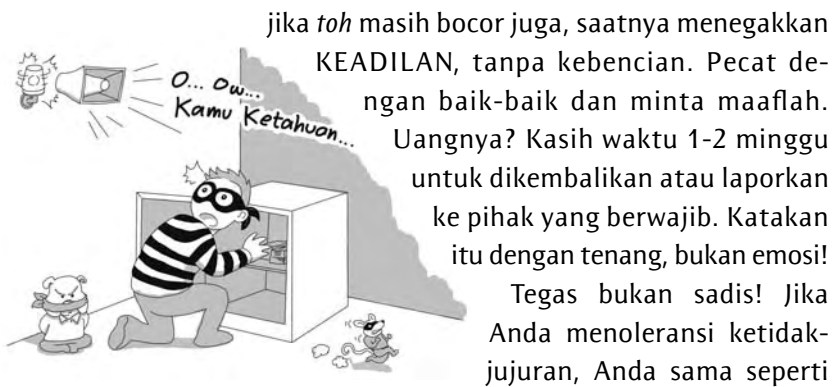 jika toh masih bocor juga, saatnya menegakkan
KEADILAN, tanpa kebencian. Pecat de-
ngan baik-baik dan minta maaflah.
Uangnya? Kasih waktu 1-2 minggu
untuk dikembalikan atau laporkan
ke pihak yang berwajib. Katakan
itu dengan tenang, bukan emosi!
Tegas bukan sadis! Jika
Anda menoleransi ketidak-
jujuran, Anda sama seperti
O... Ow...
Kamu Ketahuan...